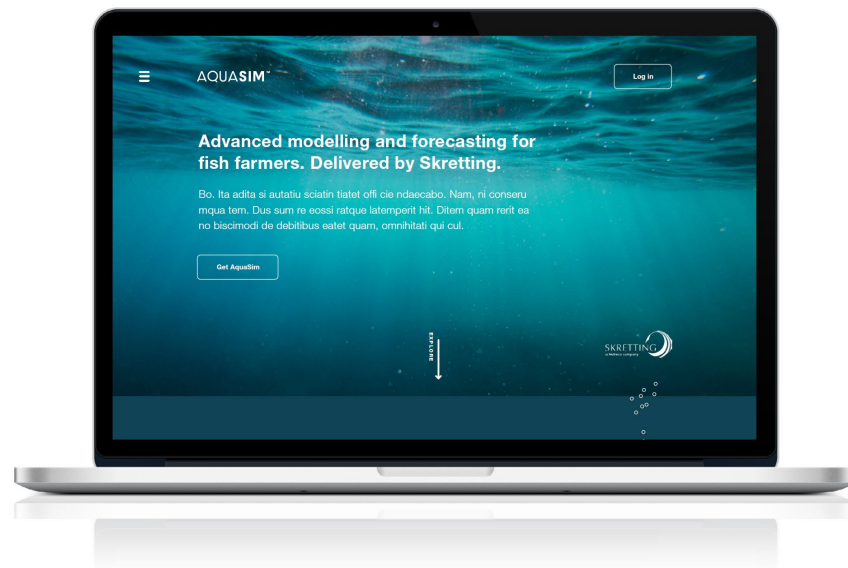 AQUASIM™
Log in
Advanced modelling and forecasting for
fish farmers. Delivered by Skretting.
Bo. Ita adita si autatiu sciatin tiatet offi cie ndaecabo. Nam, ni conseru
mqua tem. Dus sum re eossi ratque latemperit hit. Ditem quam rerit ea
no biscimodi de debitibus eatet quam, omnihitati qui cul.
Get AquaSim
EXPLORE
SKRETTING
a Nutreco company